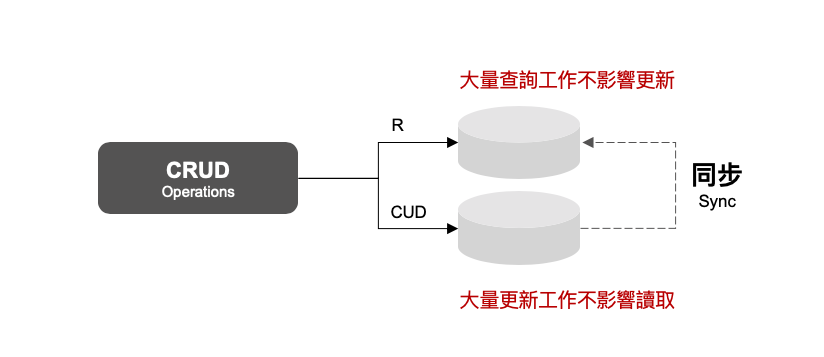 大量查詢工作不影響更新
R
CRUD
Operations
同步
Sync
CUD
大量更新工作不影響讀取